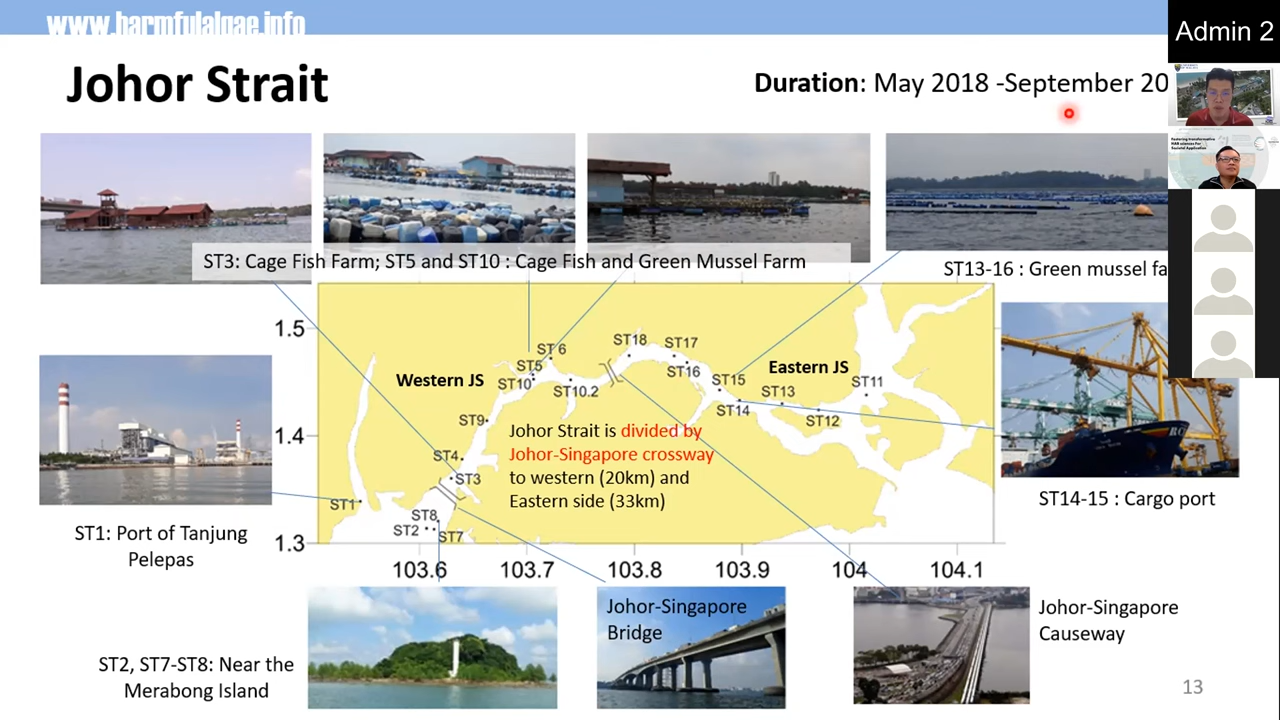 www.harmfulalgae.info
Admin 2
Johor Strait
Duration: May 2018 -September 20
ST3: Cage Fish Farm; ST5 and ST10 : Cage Fish and Green Mussel Farm
ST13-16 : Green mussel fa
1.5
1.4
1.3
Western JS
Eastern JS
ST 6
ST5
ST10
ST10.2
ST18
ST17
ST16
ST15
ST13
ST14
ST12
ST11
ST9
ST4
ST3
ST1
ST8
ST2
ST7
Johor Strait is divided by
Johor-Singapore crossway
to western (20km) and
Eastern side (33km)
103.6
103.7
103.8
103.9
104
104.1
ST1: Port of Tanjung
Pelepas
ST14-15 : Cargo port
ST2, ST7-ST8: Near the
Merabong Island
Johor-Singapore
Bridge
Johor-Singapore
Causeway
13